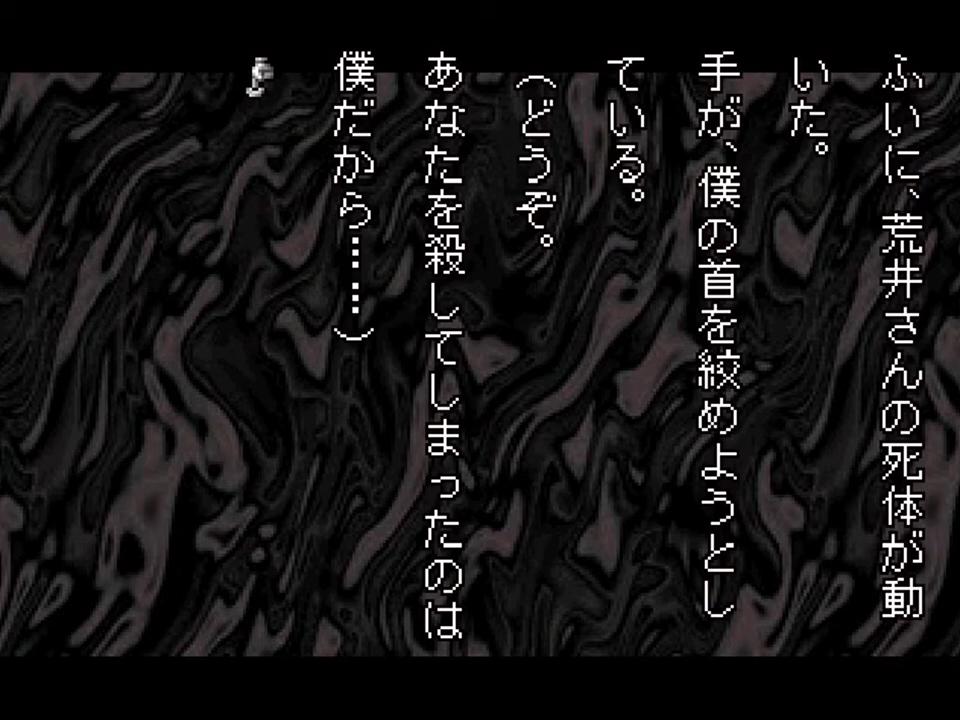 ふいに、荒井さんの死体が動
いた。
手が、僕の首を絞めようとし
ている。
(どうぞ。
あなたを殺してしまったのは
僕だから……)